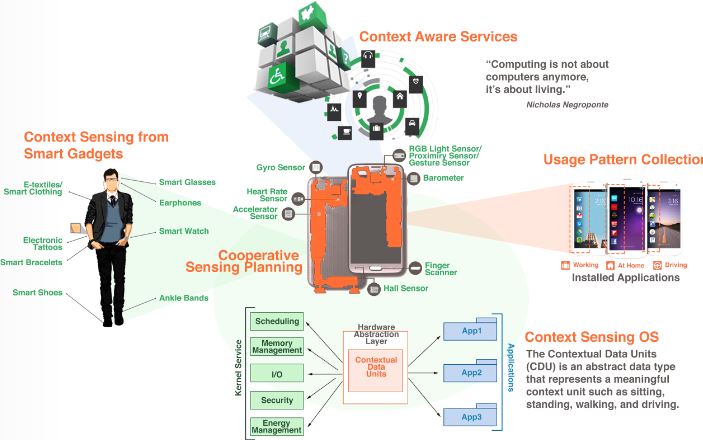 Context Aware Services
“Computing is not about
computers anymore,
it’s about living.”
Nicholas Negroponte
Context Sensing from
Smart Gadgets
E-textiles/
Smart Clothing
Electronic
Tattoos
Smart Bracelets
Smart Shoes
Smart Glasses
Earphones
Smart Watch
Ankle Bands
Gyro Sensor
Heart Rate
Sensor
Accelerator
Sensor
RGB Light Sensor/
Proximiry Sensor/
Gesture Sensor
Barometer
Finger
Scanner
Hall Sensor
Cooperative
Sensing Planning
Usage Pattern Collection
10:16
Working
At Home
Driving
Installed Applications
Kernel Service
Scheduling
Memory
Management
I/O
Security
Energy
Management
Hardware
Abstraction
Layer
Contextual
Data
Units
App1
App2
App3
Applications
Context Sensing OS
The Contextual Data Units
(CDU) is an abstract data type
that represents a meaningful
context unit such as sitting,
standing, walking, and driving.